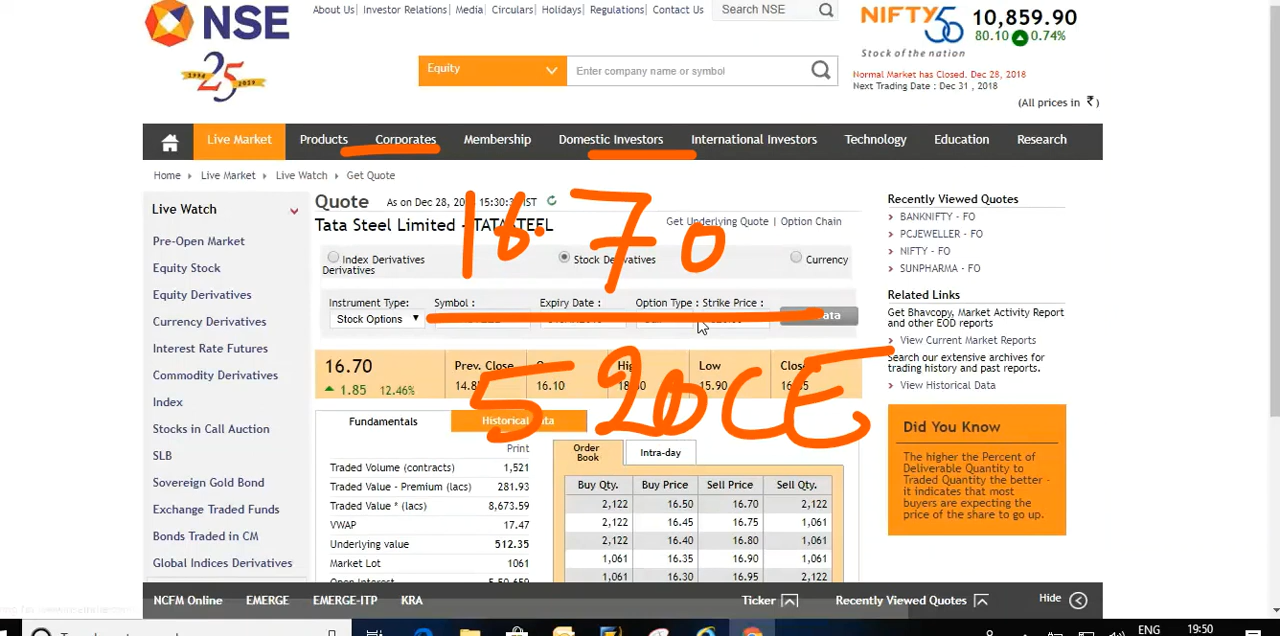 NSE
1994 25 2019
About Us | Investor Relations | Media | Circulars | Holidays | Regulations | Contact Us
Search NSE
Equity
Enter company name or symbol
NIFTY50
Stock of the nation
10,859.90
80.10 0.74%
Normal Market has Closed. Dec 28, 2018
Next Trading Date : Dec 31 , 2018
(All prices in ₹ )
Live Market
Products
Corporates
Membership
Domestic Investors
International Investors
Technology
Education
Research
Home › Live Market › Live Watch › Get Quote
Live Watch
Pre-Open Market
Equity Stock
Equity Derivatives
Currency Derivatives
Interest Rate Futures
Commodity Derivatives
Index
Stocks in Call Auction
SLB
Sovereign Gold Bond
Exchange Traded Funds
Bonds Traded in CM
Global Indices Derivatives
Quote As on Dec 28, 15:30:3 IST
Tata Steel Limited - TATASTEEL
Get Underlying Quote | Option Chain
16.70
Index Derivatives
Stock Derivatives
Currency
Derivatives
Instrument Type:
Symbol :
Expiry Date :
Option Type :
Strike Price :
Stock Options
16.70
1.85 12.46%
Prev. Close
16.10
Low
15.90
520CE
Fundamentals
Historical Data
Print
Traded Volume (contracts) 1,521
Traded Value - Premium (lacs) 281.93
Traded Value * (lacs) 8,673.59
VWAP 17.47
Underlying value 512.35
Market Lot 1061
Open Interest
Order Book
Intra-day
Buy Qty. Buy Price Sell Price Sell Qty.
2,122 16.50 16.70 2,122
2,122 16.45 16.75 1,061
2,122 16.40 16.80 1,061
1,061 16.35 16.90 1,061
1,061 16.30 16.95 2,122
Recently Viewed Quotes
BANKNIFTY - FO
PCJEWELLER - FO
NIFTY - FO
SUNPHARMA - FO
Related Links
Get Bhavcopy, Market Activity Report and other EOD reports
View Current Market Reports
Search our extensive archives for trading history and past reports.
View Historical Data
Did You Know
The higher the Percent of
Deliverable Quantity to
Traded Quantity the better -
it indicates that most
buyers are expecting the
price of the share to go up.
NCFM Online
EMERGE
EMERGE-ITP
KRA
Ticker
Recently Viewed Quotes
Hide
ENG
19:50